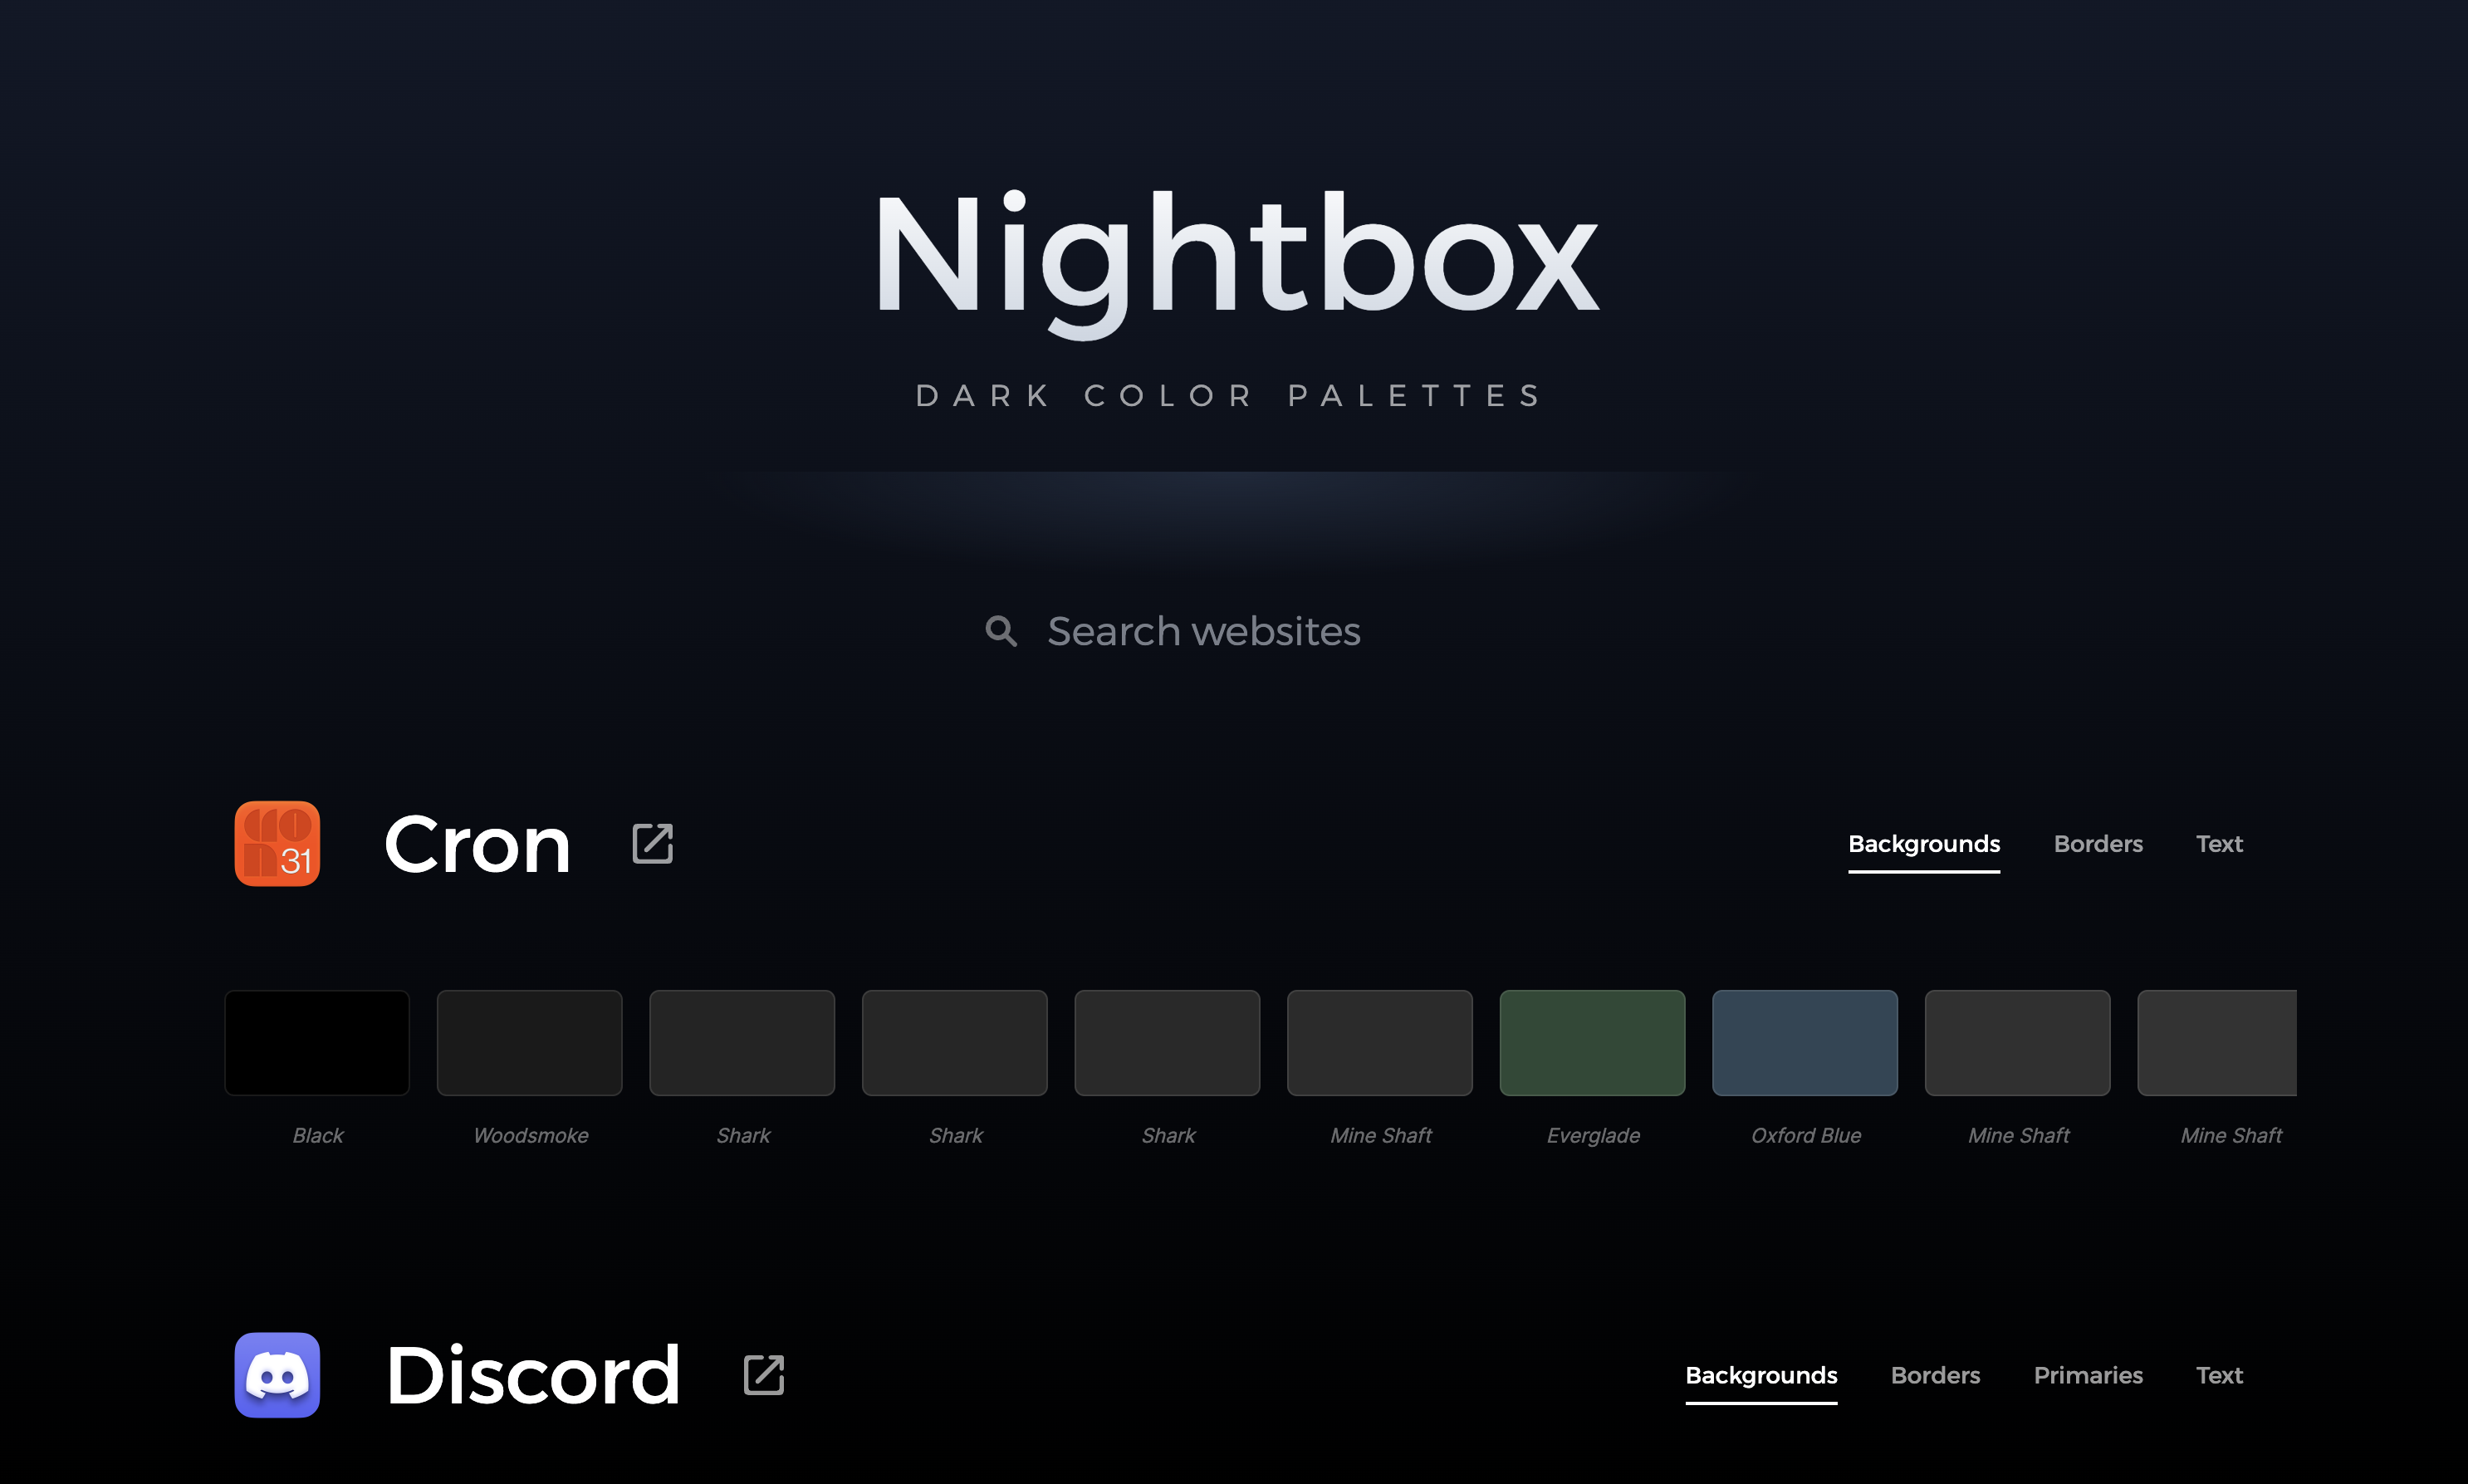 Nightbox
DARK COLOR PALETTES
Search websites
31
Cron
Backgrounds Borders Text
Black Woodsmoke Shark Shark Shark Mine Shaft Everglade Oxford Blue Mine Shaft Mine Shaft
Discord
Backgrounds Borders Primaries Text